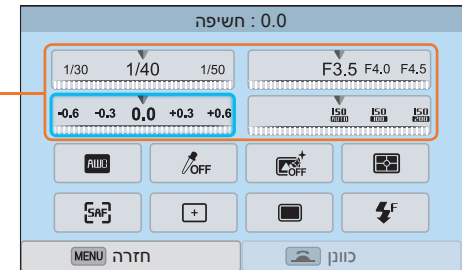 חשיפה : 0.0
1/30 1/40 1/50 F3.5 F4.0 F4.5
-0.6 -0.3 0.0 +0.3 +0.6 ISO AUTO ISO 100 ISO 200
AWB OFF OFF
SAF F
MENU חזרה כוונן